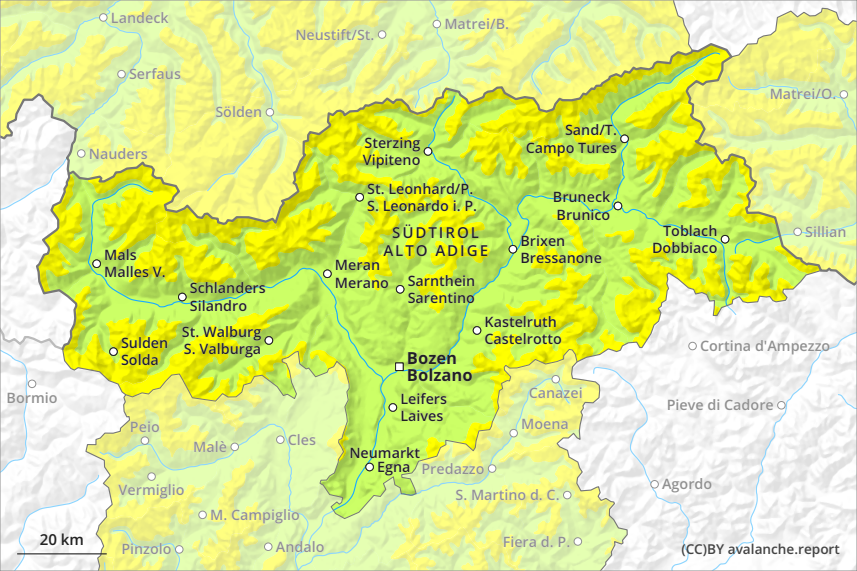 Landeck
Matrei/B.
Neustift/St.
Serfaus
Matrei/O.
Sölden
Sand/T.
Campo Tures
Sterzing
Vipiteno
Nauders
St. Leonhard/P.
S. Leonardo i. P.
Bruneck
Brunico
SÜDTIROL
ALTO ADIGE
Toblach
Dobbiaco
Sillian
Brixen
Bressanone
Mals
Malles V.
Meran
Merano
Sarnthein
Sarentino
Schlanders
Silandro
Kastelruth
Castelrotto
St. Walburg
S. Valburga
Sulden
Solda
Cortina d'Ampezzo
Bozen
Bolzano
Bormio
Canazei
Leifers
Laives
Pieve di Cadore
Moena
Peio
Malè
Cles
Neumarkt
Egna
Predazzo
Vermiglio
Agordo
S. Martino d. C.
M. Campiglio
20 km
Pinzolo
Andalo
Fiera d. P.
(CC)BY avalanche.report